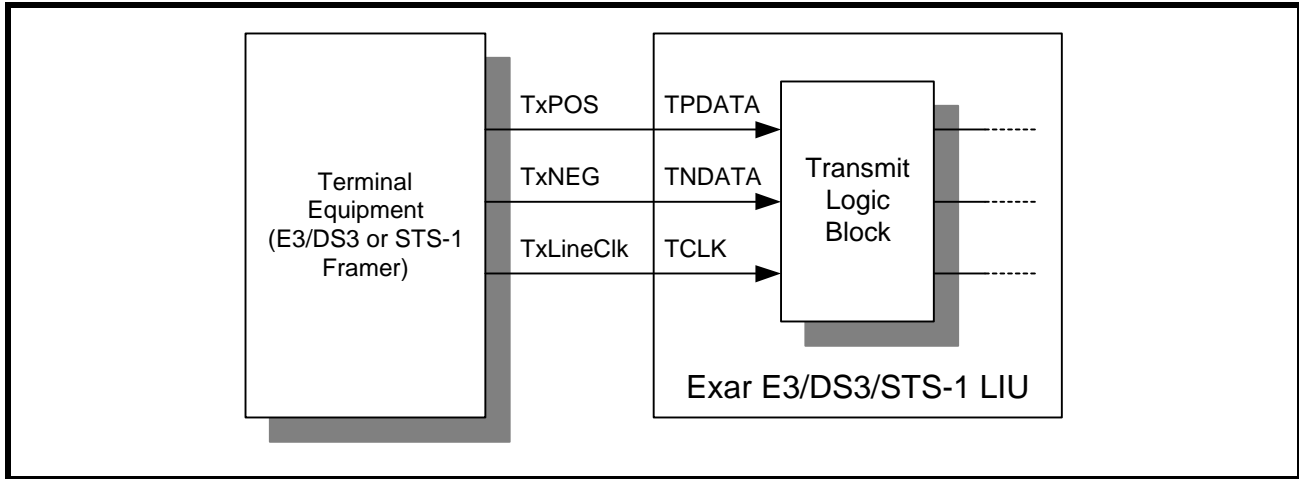 Terminal
Equipment
(E3/DS3 or STS-1
Framer)
TxPOS
TxNEG
TxLineClk
TPDATA
TNDATA
TCLK
Transmit
Logic
Block
Exar E3/DS3/STS-1 LIU